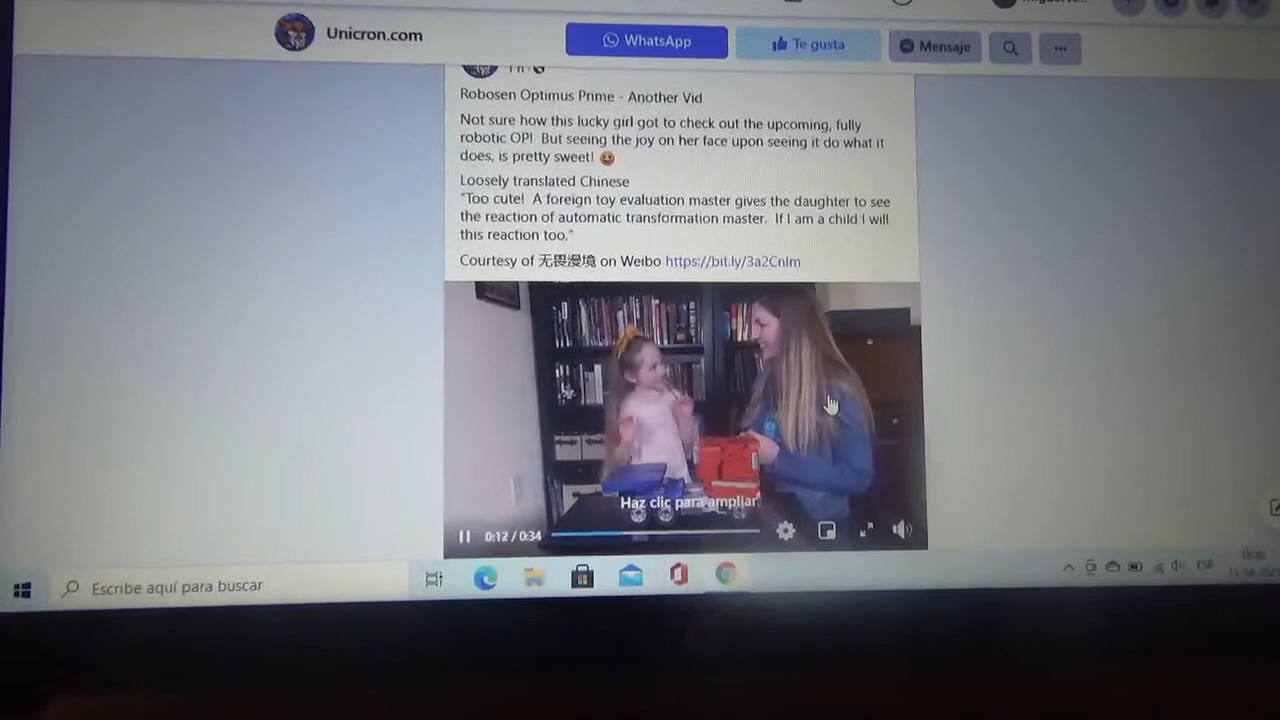 Unicron.com
WhatsApp
Te gusta
Mensaje
Robosen Optimus Prime - Another Vid
Not sure how this lucky girl got to check out the upcoming, fully
robotic OP! But seeing the joy on her face upon seeing it do what it
does, is pretty sweet!
Loosely translated Chinese
"Too cute! A foreign toy evaluation master gives the daughter to see
the reaction of automatic transformation master. If I am a child I will
this reaction too."
Courtesy of 无畏漫境 on Weibo https://bit.ly/3a2Cnlm
Haz clic para ampliar
0:12 / 0:34
Escribe aquí para buscar
ESP